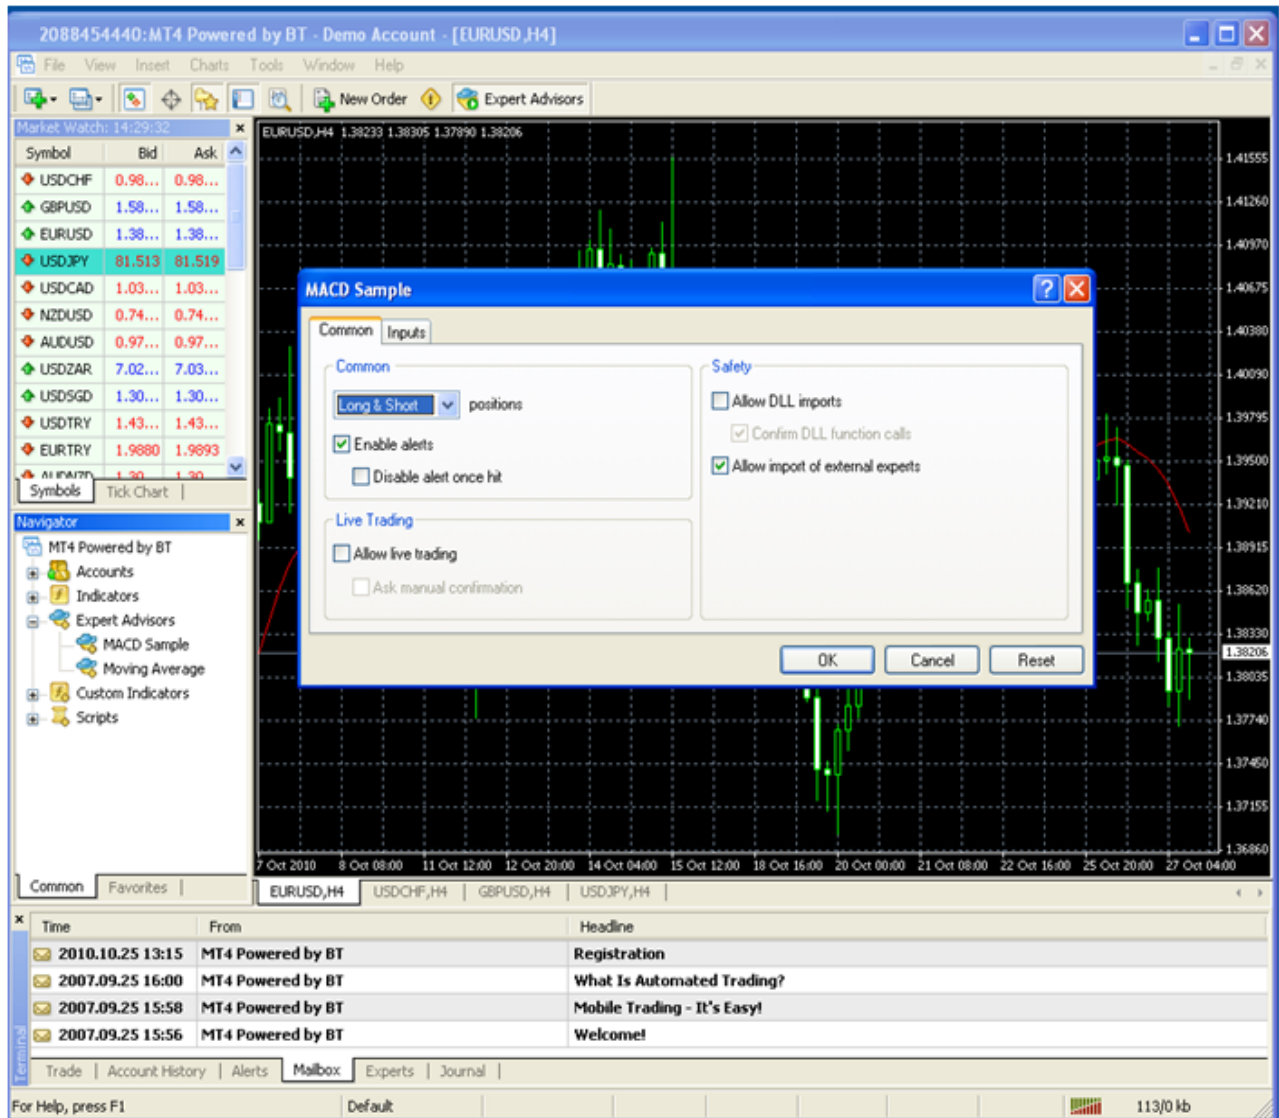 2088454440:MT4 Powered by BT - Demo Account - [EURUSD,H4]
File View Insert Charts Tools Window Help
New Order Expert Advisors
Market Watch: 14:29:32
Symbol Bid Ask
USDCHF 0.98... 0.98...
GBPUSD 1.58... 1.58...
EURUSD 1.38... 1.38...
USDJPY 81.513 81.519
USDCAD 1.03... 1.03...
NZDUSD 0.74... 0.74...
AUDUSD 0.97... 0.97...
USDZAR 7.02... 7.03...
USDSGD 1.30... 1.30...
USDTRY 1.43... 1.43...
EURTRY 1.9880 1.9893
AUDNZD 1.30 1.30
Symbols Tick Chart
Navigator
MT4 Powered by BT
Accounts
Indicators
Expert Advisors
MACD Sample
Moving Average
Custom Indicators
Scripts
Common Favorites
EURUSD,H4 1.38233 1.38305 1.37890 1.38206
1.41555
1.41260
1.40970
1.40675
1.40380
1.40090
1.39795
1.39500
1.39210
1.38915
1.38620
1.38330
1.38206
1.38035
1.37740
1.37450
1.37155
1.36860
7 Oct 2010 8 Oct 08:00 11 Oct 12:00 12 Oct 20:00 14 Oct 04:00 15 Oct 12:00 18 Oct 16:00 20 Oct 00:00 21 Oct 08:00 22 Oct 16:00 25 Oct 20:00 27 Oct 04:00
MACD Sample
Common Inputs
Common
Long & Short positions
Enable alerts
Disable alert once hit
Live Trading
Allow live trading
Ask manual confirmation
Safety
Allow DLL imports
Confirm DLL function calls
Allow import of external experts
OK Cancel Reset
EURUSD,H4 USDCHF,H4 GBPUSD,H4 USDJPY,H4
Time From Headline
2010.10.25 13:15 MT4 Powered by BT Registration
2007.09.25 16:00 MT4 Powered by BT What Is Automated Trading?
2007.09.25 15:58 MT4 Powered by BT Mobile Trading - It's Easy!
2007.09.25 15:56 MT4 Powered by BT Welcome!
Terminal
Trade Account History Alerts Mailbox Experts Journal
For Help, press F1 Default 113/0 kb